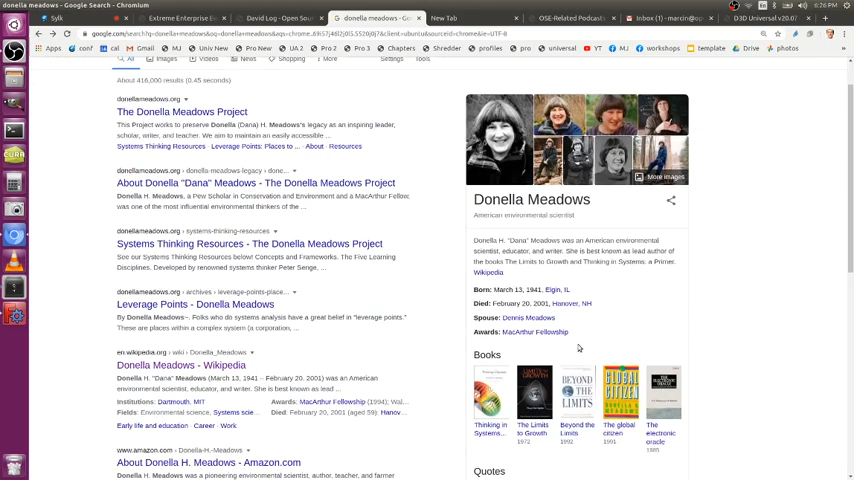 donella meadows - Google Search - Chromium
6:26 PM
Sylk
Extreme Enterprise E
David Log - Open Sou
donella meadows - Go
New Tab
OSE-Related Podcasts
Inbox () - marcin@op
D3D Universal v20.07
Apps
conf
cal
Gmail
MJ
Univ New
Pro New
UA 2
Pro 2
Pro 3
Chapters
Shredder
profiles
pro
universal
YT
MJ
workshops
template
Drive
photos
All
Images
Videos
News
Shopping
More
Settings
Tools
About 416,000 results (0.45 seconds)
donellameadows.org
The Donella Meadows Project
This Project works to preserve Donella (Dana) H. Meadows's legacy as an inspiring leader,
scholar, writer, and teacher. We aim to maintain an easily accessible ...
Systems Thinking Resources · Leverage Points: Places to ... · About · Resources
donellameadows.org › donella-meadows-legacy › done...
About Donella "Dana" Meadows - The Donella Meadows Project
Donella H. Meadows, a Pew Scholar in Conservation and Environment and a MacArthur Fellow,
was one of the most influential environmental thinkers of the ...
donellameadows.org › systems-thinking-resources
Systems Thinking Resources - The Donella Meadows Project
See our Systems Thinking Resources below! Concepts and Frameworks. The Five Learning
Disciplines. Developed by renowned systems thinker Peter Senge, ...
donellameadows.org › archives › leverage-points-place...
Leverage Points - Donella Meadows
By Donella Meadows~. Folks who do systems analysis have a great belief in "leverage points."
These are places within a complex system (a corporation, ...
en.wikipedia.org › wiki › Donella_Meadows
Donella Meadows - Wikipedia
Donella H. "Dana" Meadows (March 13, 1941 – February 20, 2001) was an American
environmental scientist, educator, and writer. She is best known as lead ...
Institutions: Dartmouth, MIT
Awards: MacArthur Fellowship (1994); Wal...
Fields: Environmental science, Systems scie...
Died: February 20, 2001 (aged 59); Hanov...
Early life and education · Career · Work
www.amazon.com › Donella-H.-Meadows
About Donella H. Meadows - Amazon.com
Donella H. Meadows was a pioneering environmental scientist, author, teacher, and farmer
More images
Donella Meadows
American environmental scientist
Donella H. "Dana" Meadows was an American environmental
scientist, educator, and writer. She is best known as lead author of
the books The Limits to Growth and Thinking in Systems: a Primer.
Wikipedia
Born: March 13, 1941, Elgin, IL
Died: February 20, 2001, Hanover, NH
Spouse: Dennis Meadows
Awards: MacArthur Fellowship
Books
BEYOND
THE
LIMITS
GLOBAL
CITIZEN
Thinking in
Systems...
The Limits
to Growth
1972
Beyond the
Limits
1992
The global
citizen
1991
The
electronic
oracle
1985
Quotes